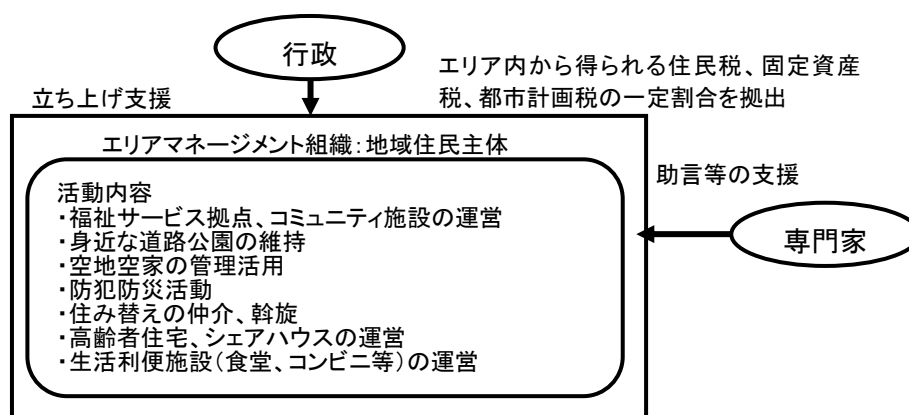 行政
エリア内から得られる住民税、固定資産
税、都市計画税の一定割合を拠出
立ち上げ支援
エリアマネージメント組織：地域住民主体
助言等の支援
専門家
活動内容
・福祉サービス拠点、コミュニティ施設の運営
・身近な道路公園の維持
・空地空家の管理活用
・防犯防災活動
・住み替えの仲介、斡旋
・高齢者住宅、シェアハウスの運営
・生活利便施設（食堂、コンビニ等）の運営